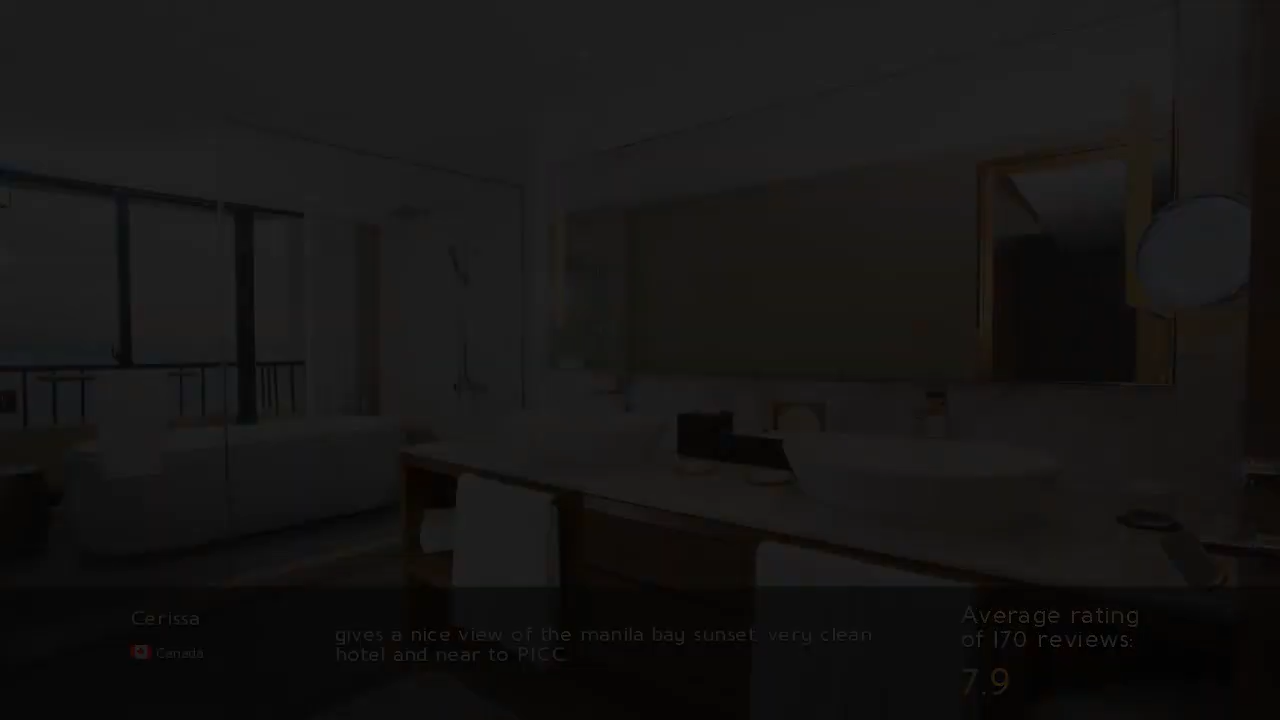 Cerissa
Canada
gives a nice view of the manila bay sunset, very clean
hotel and near to PICC
Average rating
of 170 reviews:
7.9